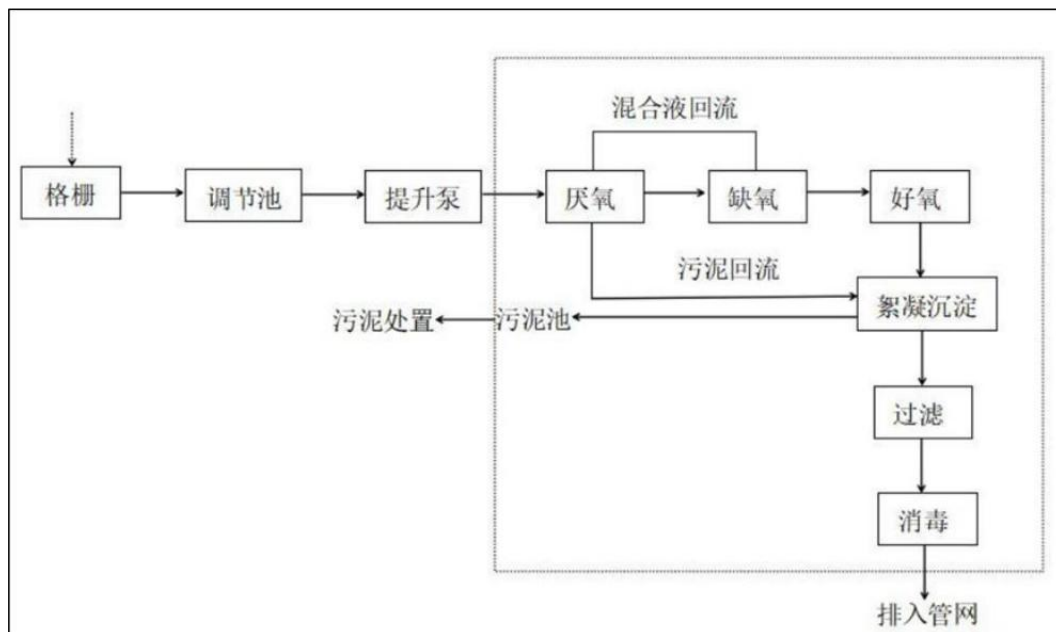 混合液回流
格栅
调节池
提升泵
厌氧
缺氧
好氧
污泥回流
絮凝沉淀
污泥处置
污泥池
过滤
消毒
排入管网